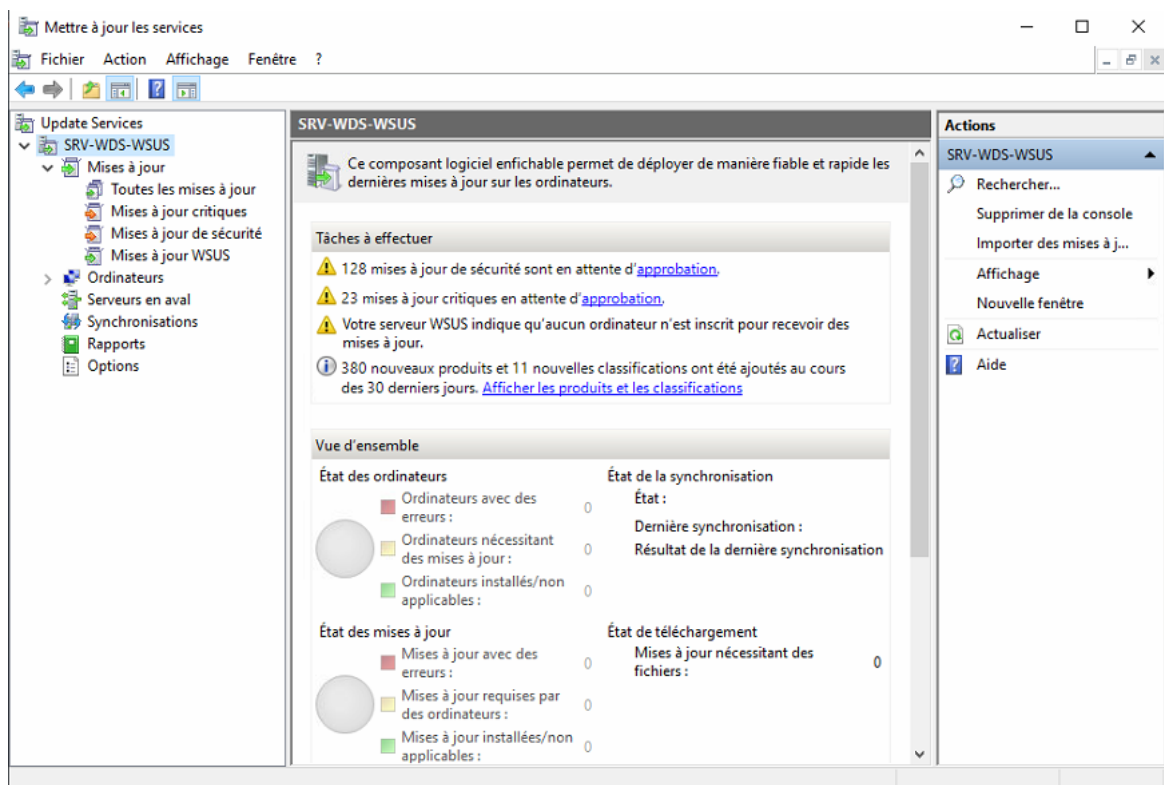 Mettre à jour les services
Fichier Action Affichage Fenêtre ?
Update Services
SRV-WDS-WSUS
Mises à jour
Toutes les mises à jour
Mises à jour critiques
Mises à jour de sécurité
Mises à jour WSUS
Ordinateurs
Serveurs en aval
Synchronisations
Rapports
Options
SRV-WDS-WSUS
Ce composant logiciel enfichable permet de déployer de manière fiable et rapide les
dernières mises à jour sur les ordinateurs.
Tâches à effectuer
128 mises à jour de sécurité sont en attente d'approbation.
23 mises à jour critiques en attente d'approbation.
Votre serveur WSUS indique qu'aucun ordinateur n'est inscrit pour recevoir des
mises à jour.
380 nouveaux produits et 11 nouvelles classifications ont été ajoutés au cours
des 30 derniers jours. Afficher les produits et les classifications
Vue d'ensemble
État des ordinateurs
Ordinateurs avec des
erreurs : 0
Ordinateurs nécessitant
des mises à jour : 0
Ordinateurs installés/non
applicables : 0
État de la synchronisation
État :
Dernière synchronisation :
Résultat de la dernière synchronisation
État des mises à jour
Mises à jour avec des
erreurs : 0
Mises à jour requises par
des ordinateurs : 0
Mises à jour installées/non
applicables : 0
État de téléchargement
Mises à jour nécessitant des
fichiers : 0
Actions
SRV-WDS-WSUS
Rechercher...
Supprimer de la console
Importer des mises à j...
Affichage
Nouvelle fenêtre
Actualiser
Aide